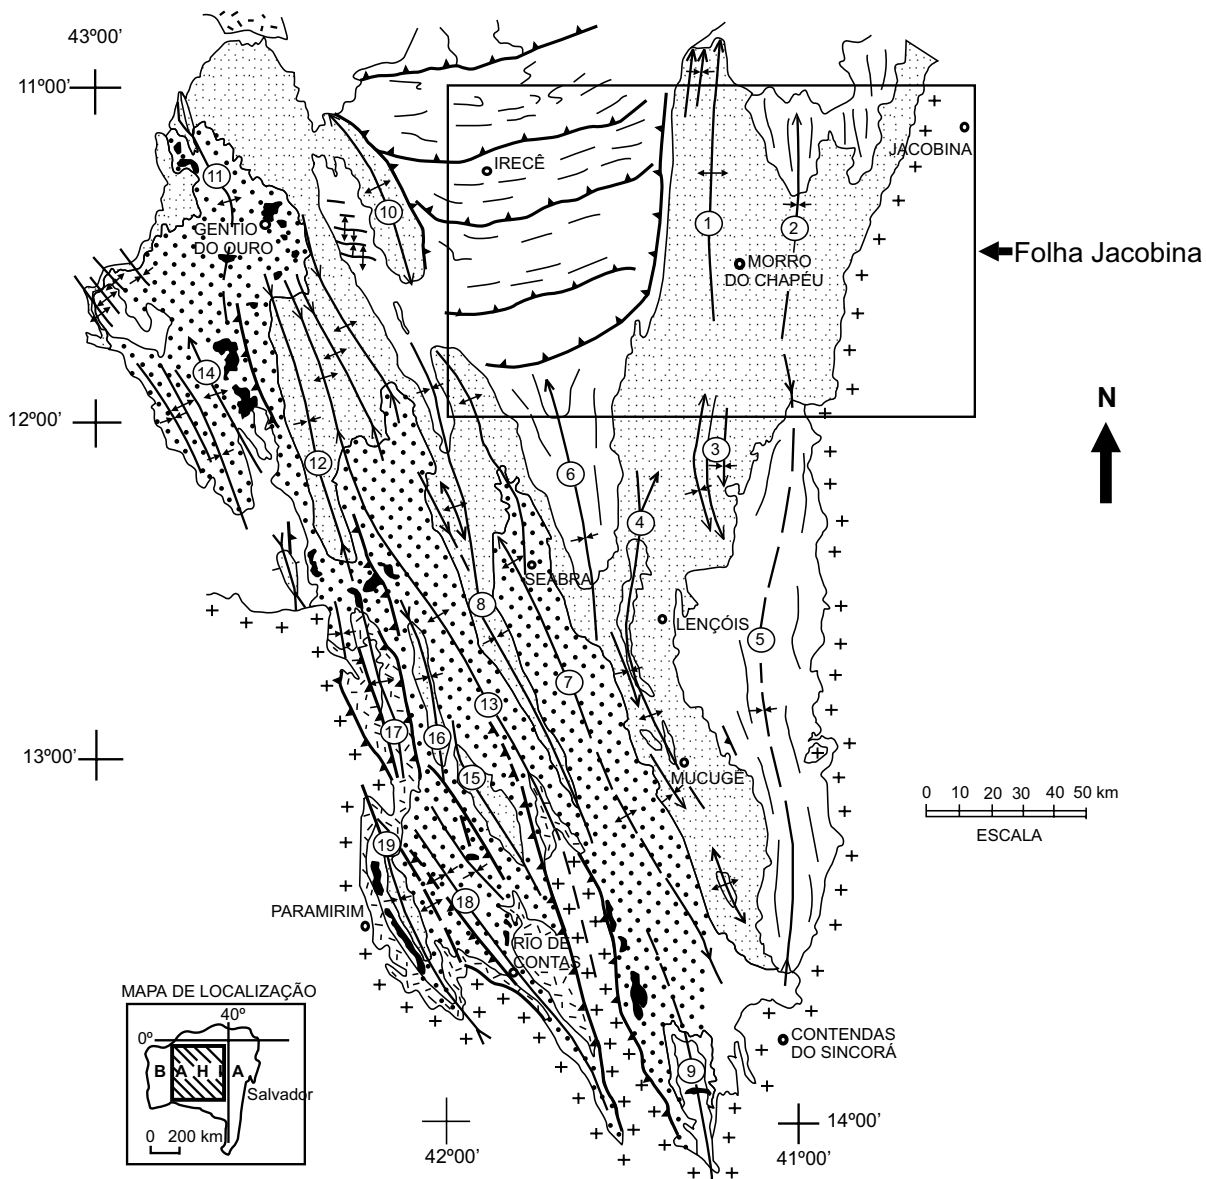 43º00'
11º00'
JACOBINA
IRECÊ
11
10
1
2
GENTIO
DO OURO
MORRO
DO CHAPÉU
Folha Jacobina
14
12º00'
N
12
6
3
4
SEABRA
8
LENÇÓIS
5
7
13
17
16
13º00'
15
MUCUGÊ
0 10 20 30 40 50 km
ESCALA
19
18
PARAMIRIM
RIO DE
CONTAS
MAPA DE LOCALIZAÇÃO
40º
0º
B A H I A
Salvador
0 200 km
CONTENDAS
DO SINCORÁ
9
14º00'
42º00'
41º00'